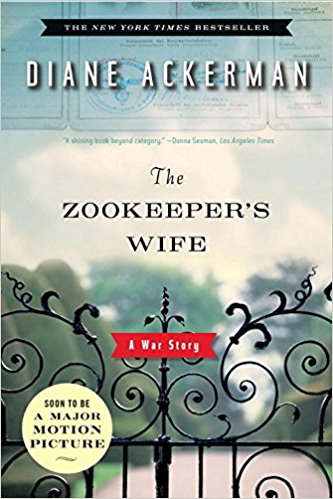 THE NEW YORK TIMES BESTSELLER
DIANE ACKERMAN
"A shining book beyond category." —Donna Seaman, Los Angeles Times
The
ZOOKEEPER'S
WIFE
A War Story
SOON TO BE
A MAJOR
MOTION
PICTURE